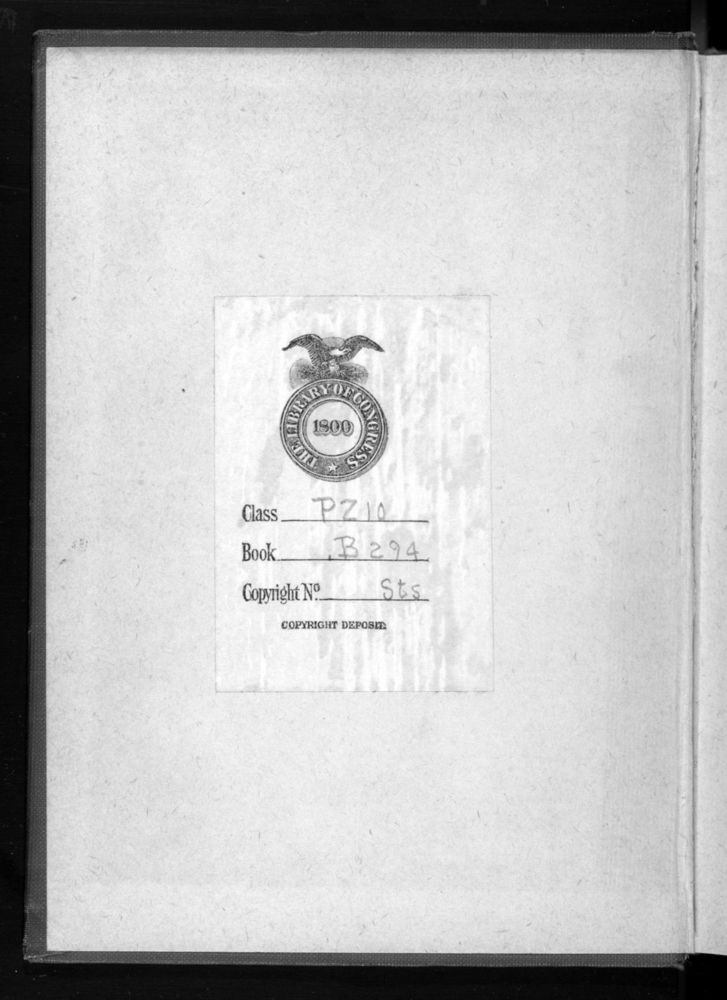 THE LIBRARY OF CONGRESS
1800
Class PZ10
Book .B294
Copyright Nº Sts
COPYRIGHT DEPOSIT.